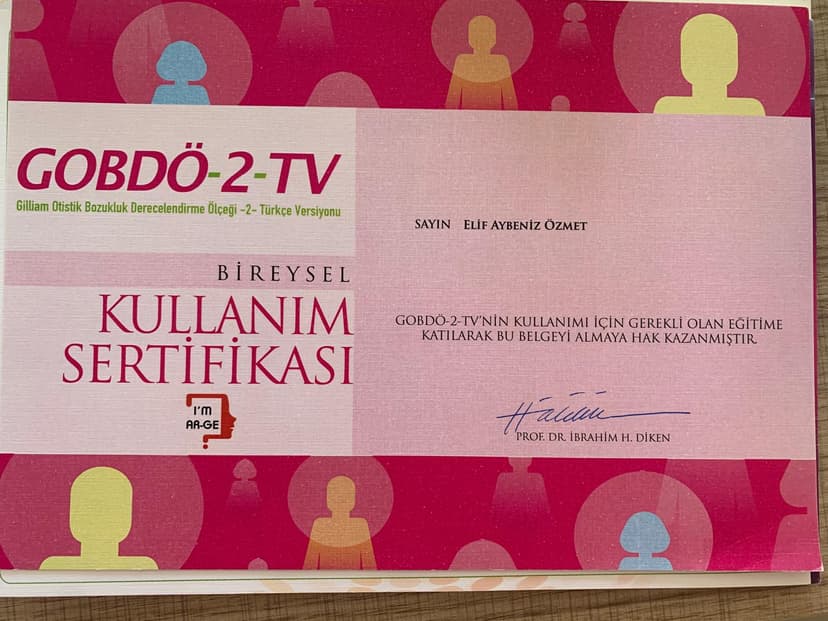 GOBDÖ-2-TV
Gilliam Otistik Bozukluk Derecelendirme Ölçeği -2- Türkçe Versiyonu
BİREYSEL
KULLANIM
SERTİFİKASI
I'M
AR-GE
SAYIN ELİF AYBENİZ ÖZMET
GOBDÖ-2-TV'NİN KULLANIMI İÇİN GEREKLİ OLAN EĞİTİME
KATILARAK BU BELGEYİ ALMAYA HAK KAZANMIŞTIR.
PROF. DR. İBRAHİM H. DİKEN